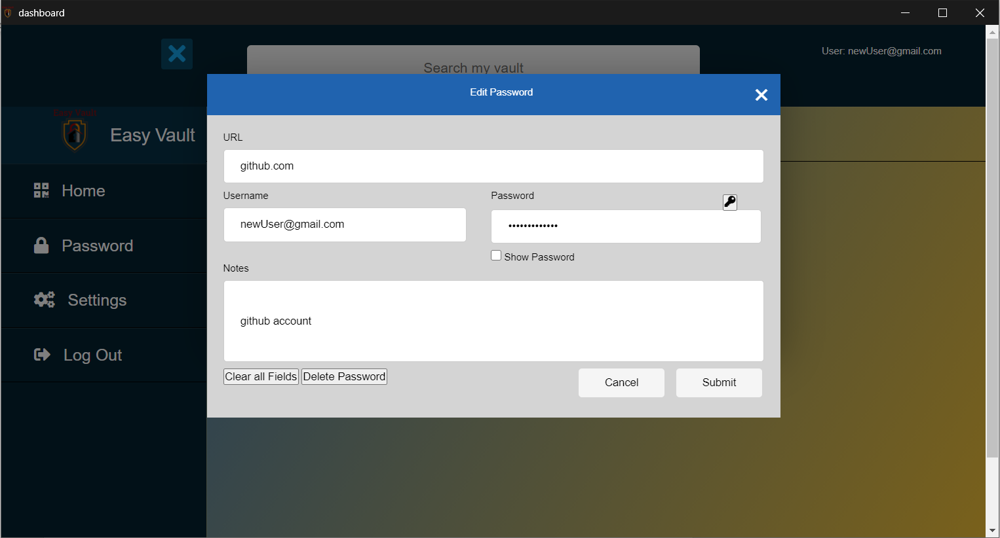 dashboard
Search my vault
User: newUser@gmail.com
Edit Password
Easy Vault
Easy Vault
URL
github.com
Username
Password
newUser@gmail.com
•••••••••••••
Show Password
Notes
github account
Clear all Fields
Delete Password
Cancel
Submit
Home
Password
Settings
Log Out